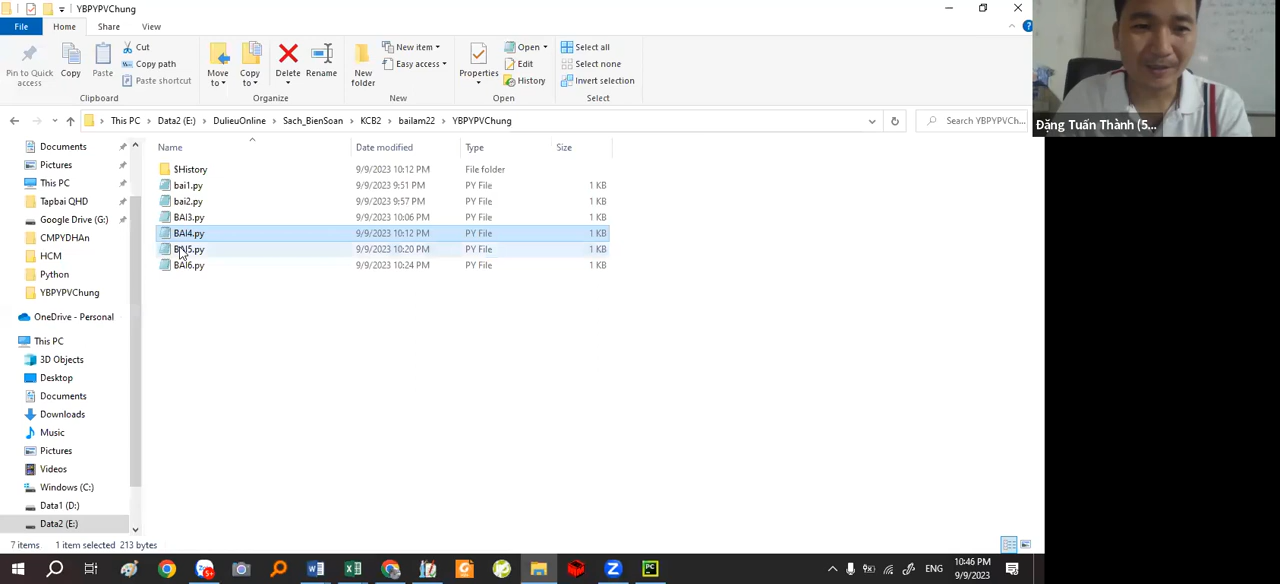 YBPYPVChung
File
Home
Share
View
Pin to Quick access
Copy
Paste
Cut
Copy path
Paste shortcut
Clipboard
Move to
Copy to
Delete
Rename
Organize
New folder
New item
Easy access
New
Properties
Open
Edit
History
Open
Select all
Select none
Invert selection
Select
This PC > Data2 (E:) > DulieuOnline > Sach_BienSoan > KCB2 > bailam22 > YBPYPVChung
Search YBPYPVCh...
Đặng Tuấn Thành (5...
Name Date modified Type Size
$History 9/9/2023 10:12 PM File folder
bai1.py 9/9/2023 9:51 PM PY File 1 KB
bai2.py 9/9/2023 9:57 PM PY File 1 KB
BAI3.py 9/9/2023 10:06 PM PY File 1 KB
BAI4.py 9/9/2023 10:12 PM PY File 1 KB
BAI5.py 9/9/2023 10:20 PM PY File 1 KB
BAI6.py 9/9/2023 10:24 PM PY File 1 KB
Documents
Pictures
This PC
Tapbai QHD
Google Drive (G:)
CMPYDHAn
HCM
Python
YBPYPVChung
OneDrive - Personal
This PC
3D Objects
Desktop
Documents
Downloads
Music
Pictures
Videos
Windows (C:)
Data1 (D:)
Data2 (E:)
7 items 1 item selected 213 bytes
ENG
10:46 PM
9/9/2023